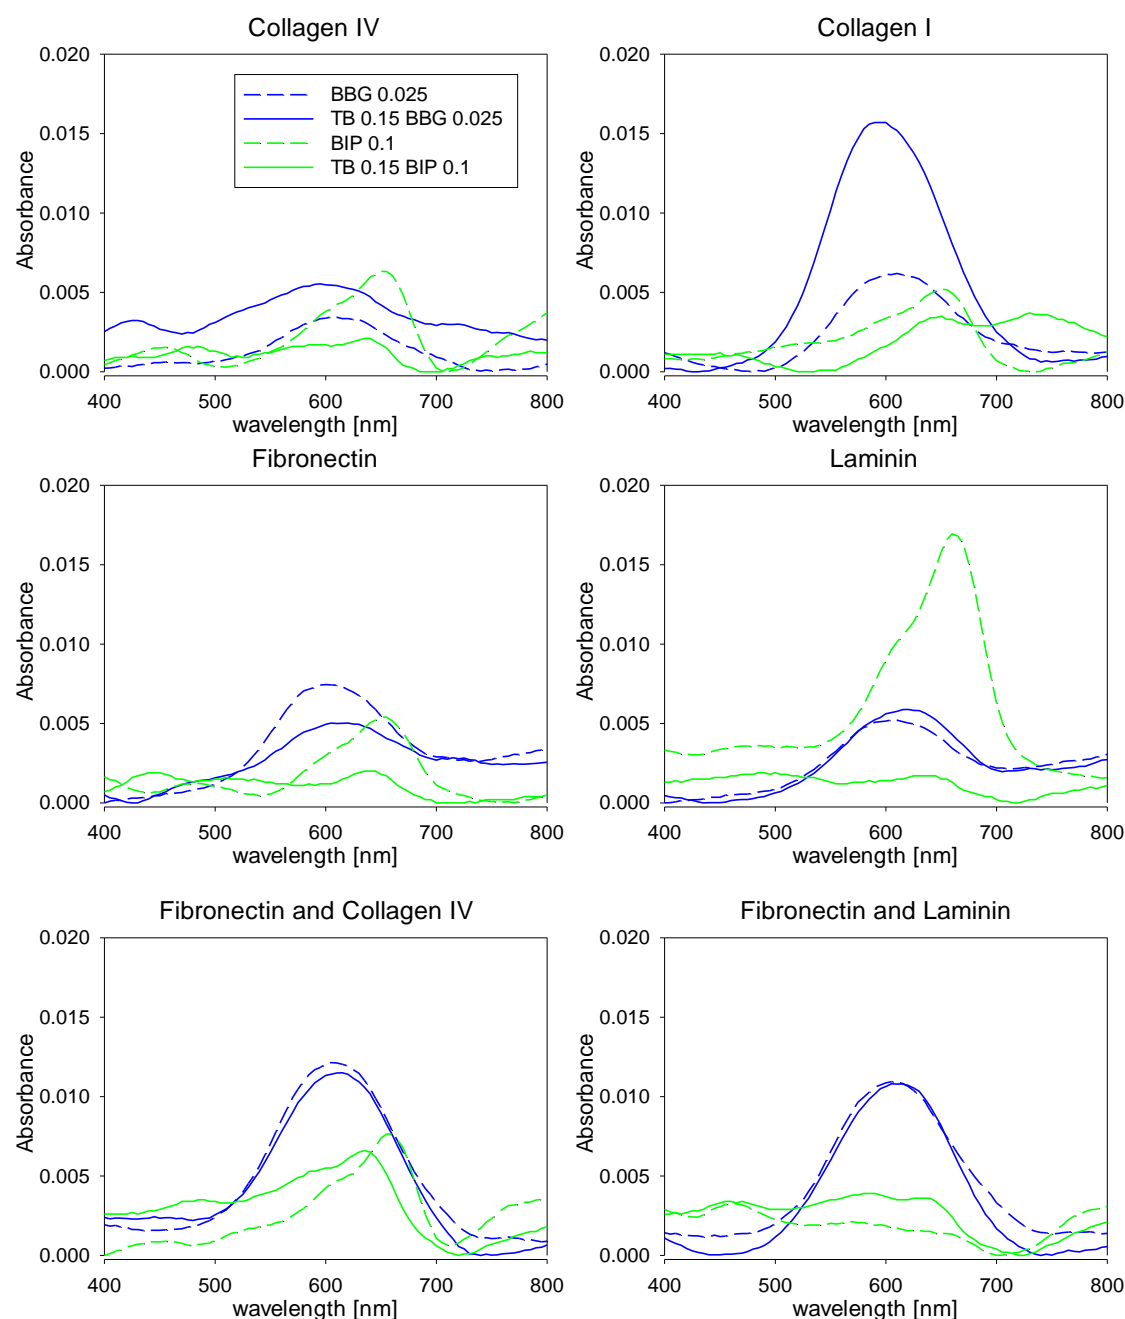 Collagen IV
Collagen I
0.020
0.015
0.010
0.005
0.000
Absorbance
BBG 0.025
TB 0.15 BBG 0.025
BIP 0.1
TB 0.15 BIP 0.1
400 500 600 700 800
wavelength [nm]
0.020
0.015
0.010
0.005
0.000
Absorbance
400 500 600 700 800
wavelength [nm]
Fibronectin
Laminin
0.020
0.015
0.010
0.005
0.000
Absorbance
400 500 600 700 800
wavelength [nm]
0.020
0.015
0.010
0.005
0.000
Absorbance
400 500 600 700 800
wavelength [nm]
Fibronectin and Collagen IV
Fibronectin and Laminin
0.020
0.015
0.010
0.005
0.000
Absorbance
400 500 600 700 800
wavelength [nm]
0.020
0.015
0.010
0.005
0.000
Absorbance
400 500 600 700 800
wavelength [nm]